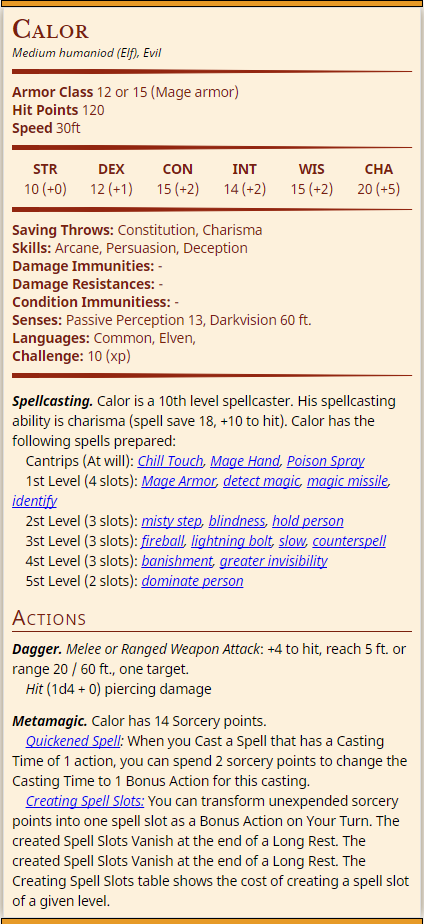 Calor
Medium humaniod (Elf), Evil
Armor Class 12 or 15 (Mage armor)
Hit Points 120
Speed 30ft
STR DEX CON INT WIS CHA
10 (+0) 12 (+1) 15 (+2) 14 (+2) 15 (+2) 20 (+5)
Saving Throws: Constitution, Charisma
Skills: Arcane, Persuasion, Deception
Damage Immunities: -
Damage Resistances: -
Condition Immunitiess: -
Senses: Passive Perception 13, Darkvision 60 ft.
Languages: Common, Elven,
Challenge: 10 (xp)
Spellcasting. Calor is a 10th level spellcaster. His spellcasting
ability is charisma (spell save 18, +10 to hit). Calor has the
following spells prepared:
Cantrips (At will): Chill Touch, Mage Hand, Poison Spray
1st Level (4 slots): Mage Armor, detect magic, magic missile,
identify
2st Level (3 slots): misty step, blindness, hold person
3st Level (3 slots): fireball, lightning bolt, slow, counterspell
4st Level (3 slots): banishment, greater invisibility
5st Level (2 slots): dominate person
Actions
Dagger. Melee or Ranged Weapon Attack: +4 to hit, reach 5 ft. or
range 20 / 60 ft., one target.
Hit (1d4 + 0) piercing damage
Metamagic. Calor has 14 Sorcery points.
Quickened Spell: When you Cast a Spell that has a Casting
Time of 1 action, you can spend 2 sorcery points to change the
Casting Time to 1 Bonus Action for this casting.
Creating Spell Slots: You can transform unexpended sorcery
points into one spell slot as a Bonus Action on Your Turn. The
created Spell Slots Vanish at the end of a Long Rest. The
created Spell Slots Vanish at the end of a Long Rest. The
Creating Spell Slots table shows the cost of creating a spell slot
of a given level.